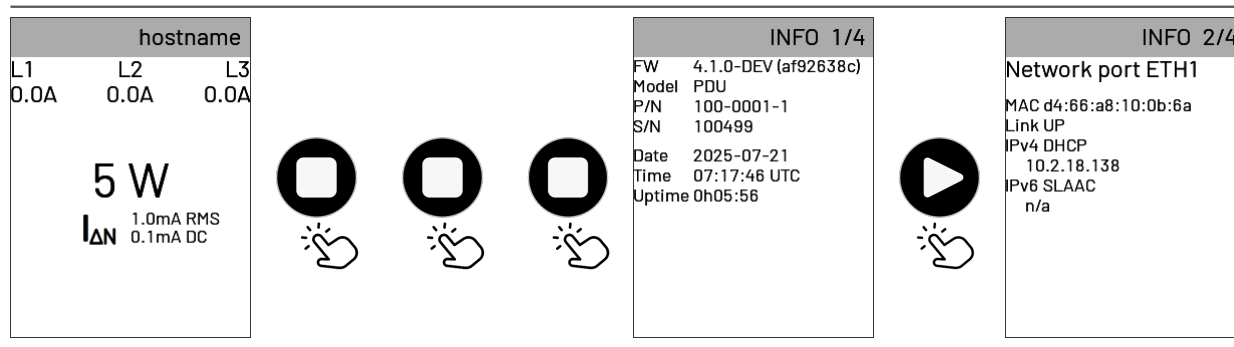 hostname
L1 L2 L3
0.0A 0.0A 0.0A
5 W
IΔN 1.0mA RMS
0.1mA DC
INFO 1/4
FW 4.1.0-DEV (af92638c)
Model PDU
P/N 100-0001-1
S/N 100499
Date 2025-07-21
Time 07:17:46 UTC
Uptime 0h05:56
INFO 2/4
Network port ETH1
MAC d4:66:a8:10:0b:6a
Link UP
IPv4 DHCP
10.2.18.138
IPv6 SLAAC
n/a